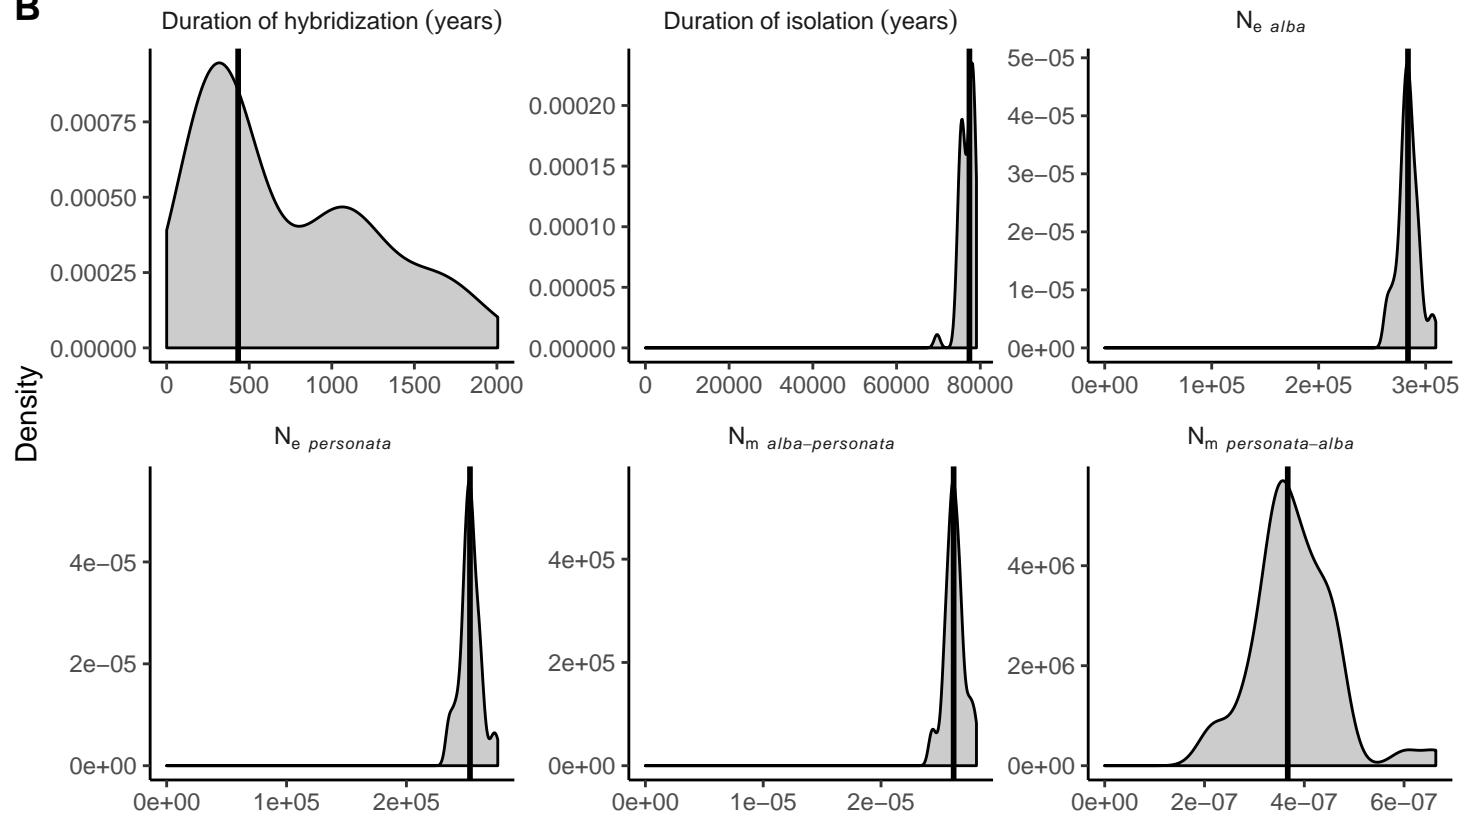 B
Duration of hybridization (years)
0.00075
0.00050
0.00025
0.00000
0 500 1000 1500 2000
Duration of isolation (years)
0.00020
0.00015
0.00010
0.00005
0.00000
0 20000 40000 60000 80000
Ne alba
5e−05
4e−05
3e−05
2e−05
1e−05
0e+00
0e+00 1e+05 2e+05 3e+05
Density
Ne personata
4e−05
2e−05
0e+00
0e+00 1e+05 2e+05
Nm alba−personata
4e+05
2e+05
0e+00
0e+00 1e−05 2e−05
Nm personata−alba
4e+06
2e+06
0e+00
0e+00 2e−07 4e−07 6e−07